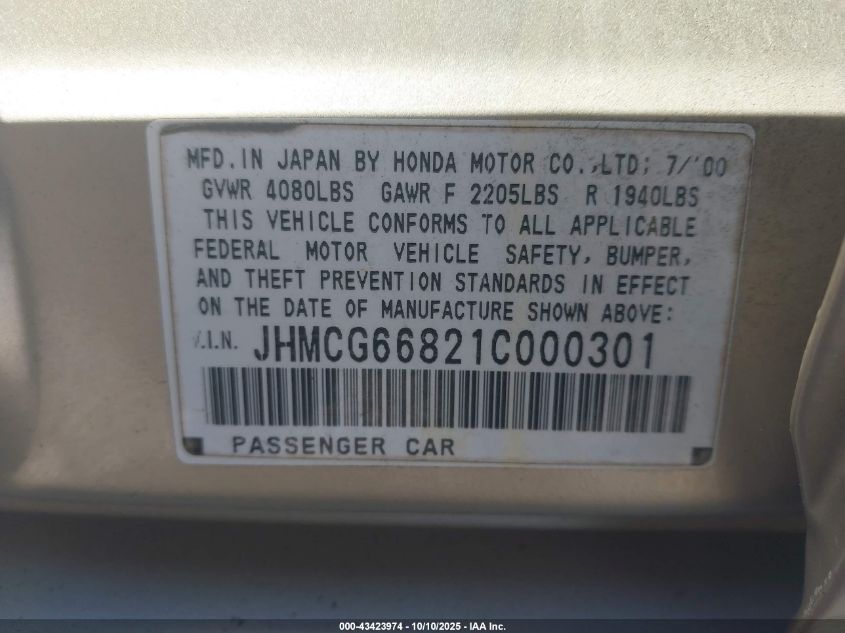 MFD. IN JAPAN BY HONDA MOTOR CO., LTD; 7/'00
GVWR 4080LBS GAWR F 2205LBS R 1940LBS
THIS VEHICLE CONFORMS TO ALL APPLICABLE
FEDERAL MOTOR VEHICLE SAFETY, BUMPER,
AND THEFT PREVENTION STANDARDS IN EFFECT
ON THE DATE OF MANUFACTURE SHOWN ABOVE:
V.I.N. JHMCG66821C000301
PASSENGER CAR
000-43423974 - 10/10/2025 - IAA Inc.